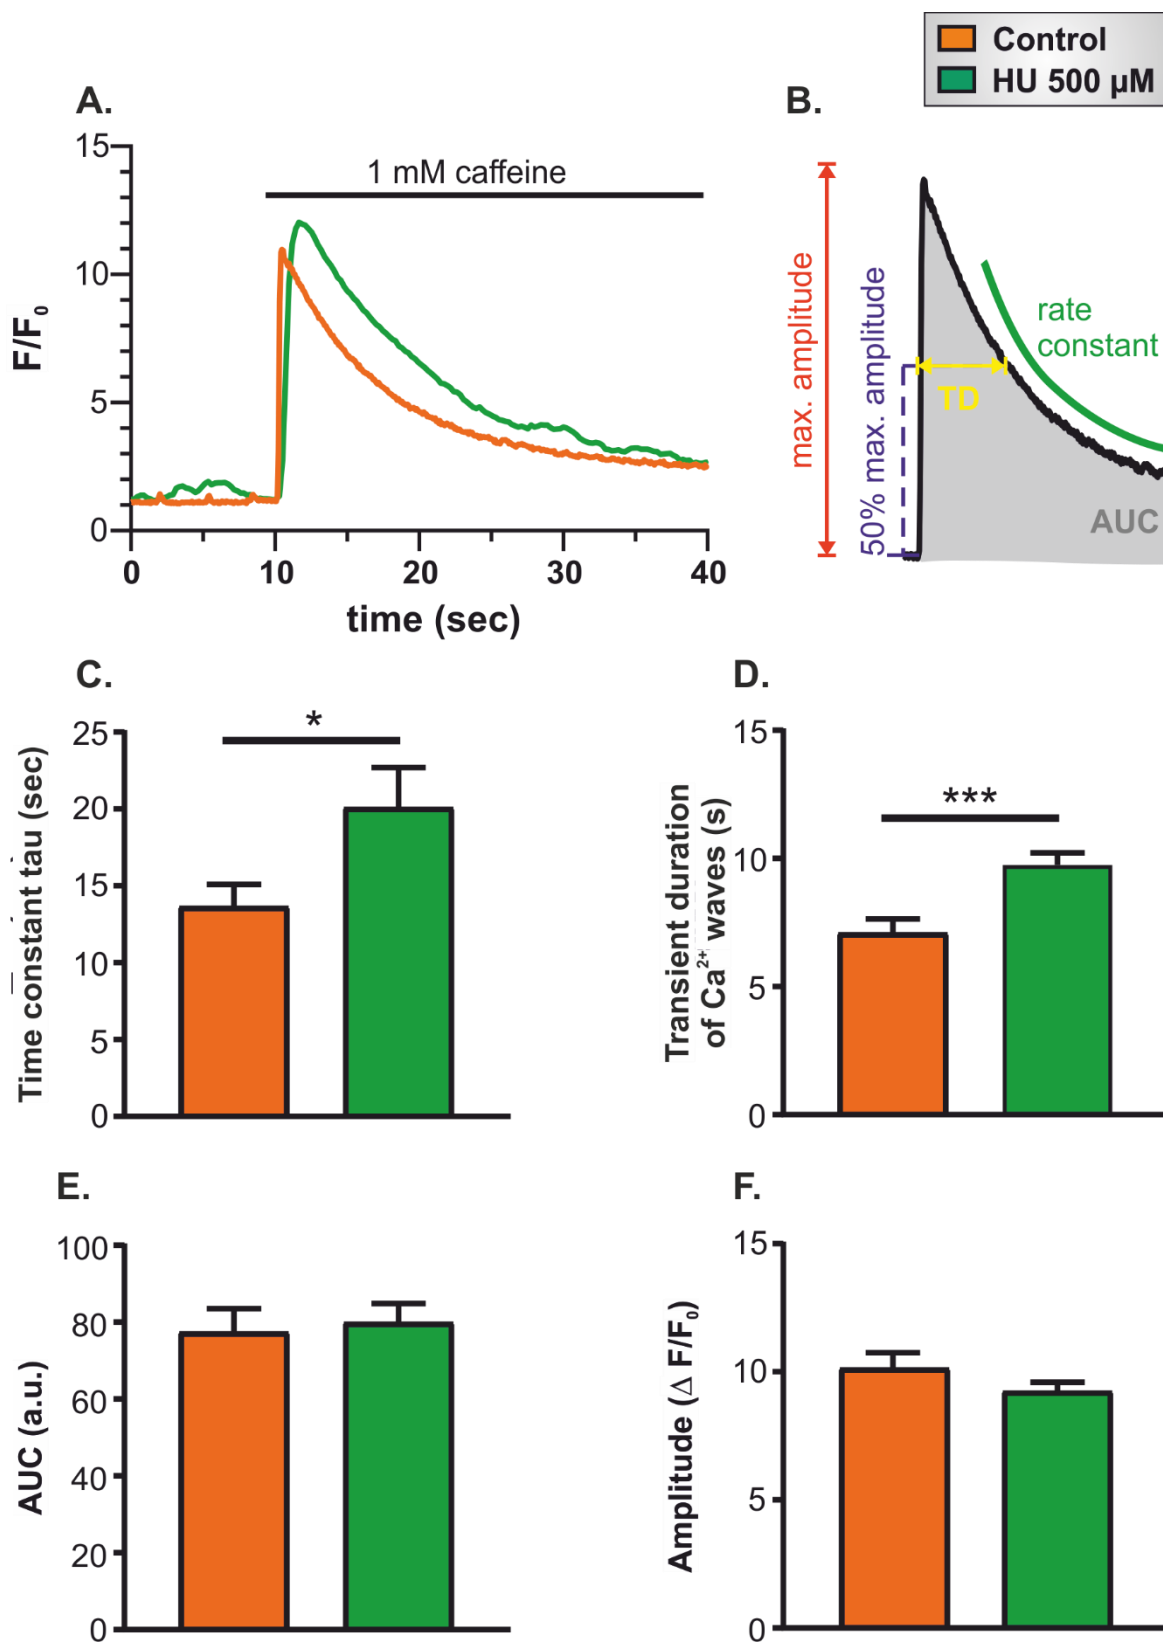 Control
HU 500 µM
A.
B.
15
10
5
0
F/F₀
1 mM caffeine
0
10
20
30
40
time (sec)
max. amplitude
50% max. amplitude
TD
rate
constant
AUC
C.
25
20
15
10
5
0
Time constant tau (sec)
*
D.
15
10
5
0
Transient duration
of Ca²⁺ waves (s)
***
E.
100
80
60
40
20
0
AUC (a.u.)
F.
15
10
5
0
Amplitude (Δ F/F₀)